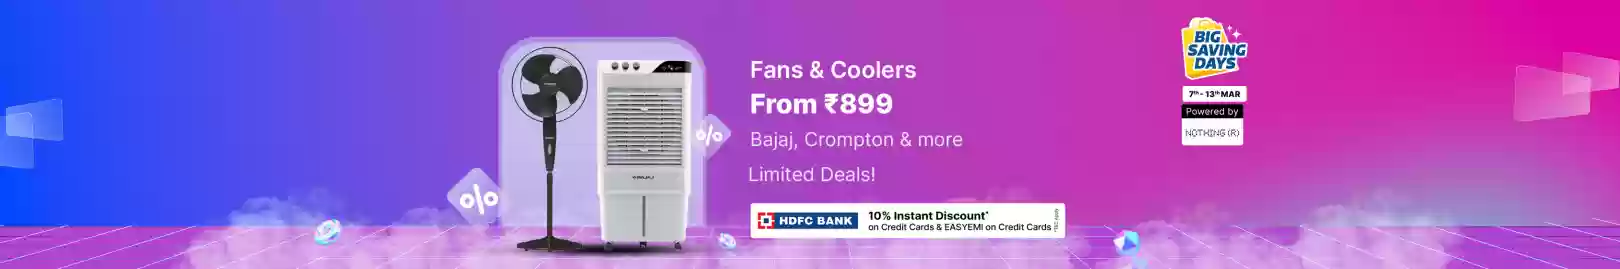 Fans & Coolers
From ₹899
Bajaj, Crompton & more
Limited Deals!
HDFC BANK
10% Instant Discount*
on Credit Cards & EASYEMI on Credit Cards
BIG
SAVING
DAYS
7th - 13th MAR
Powered by
NOTHING (R)
%
%
BAJAJ